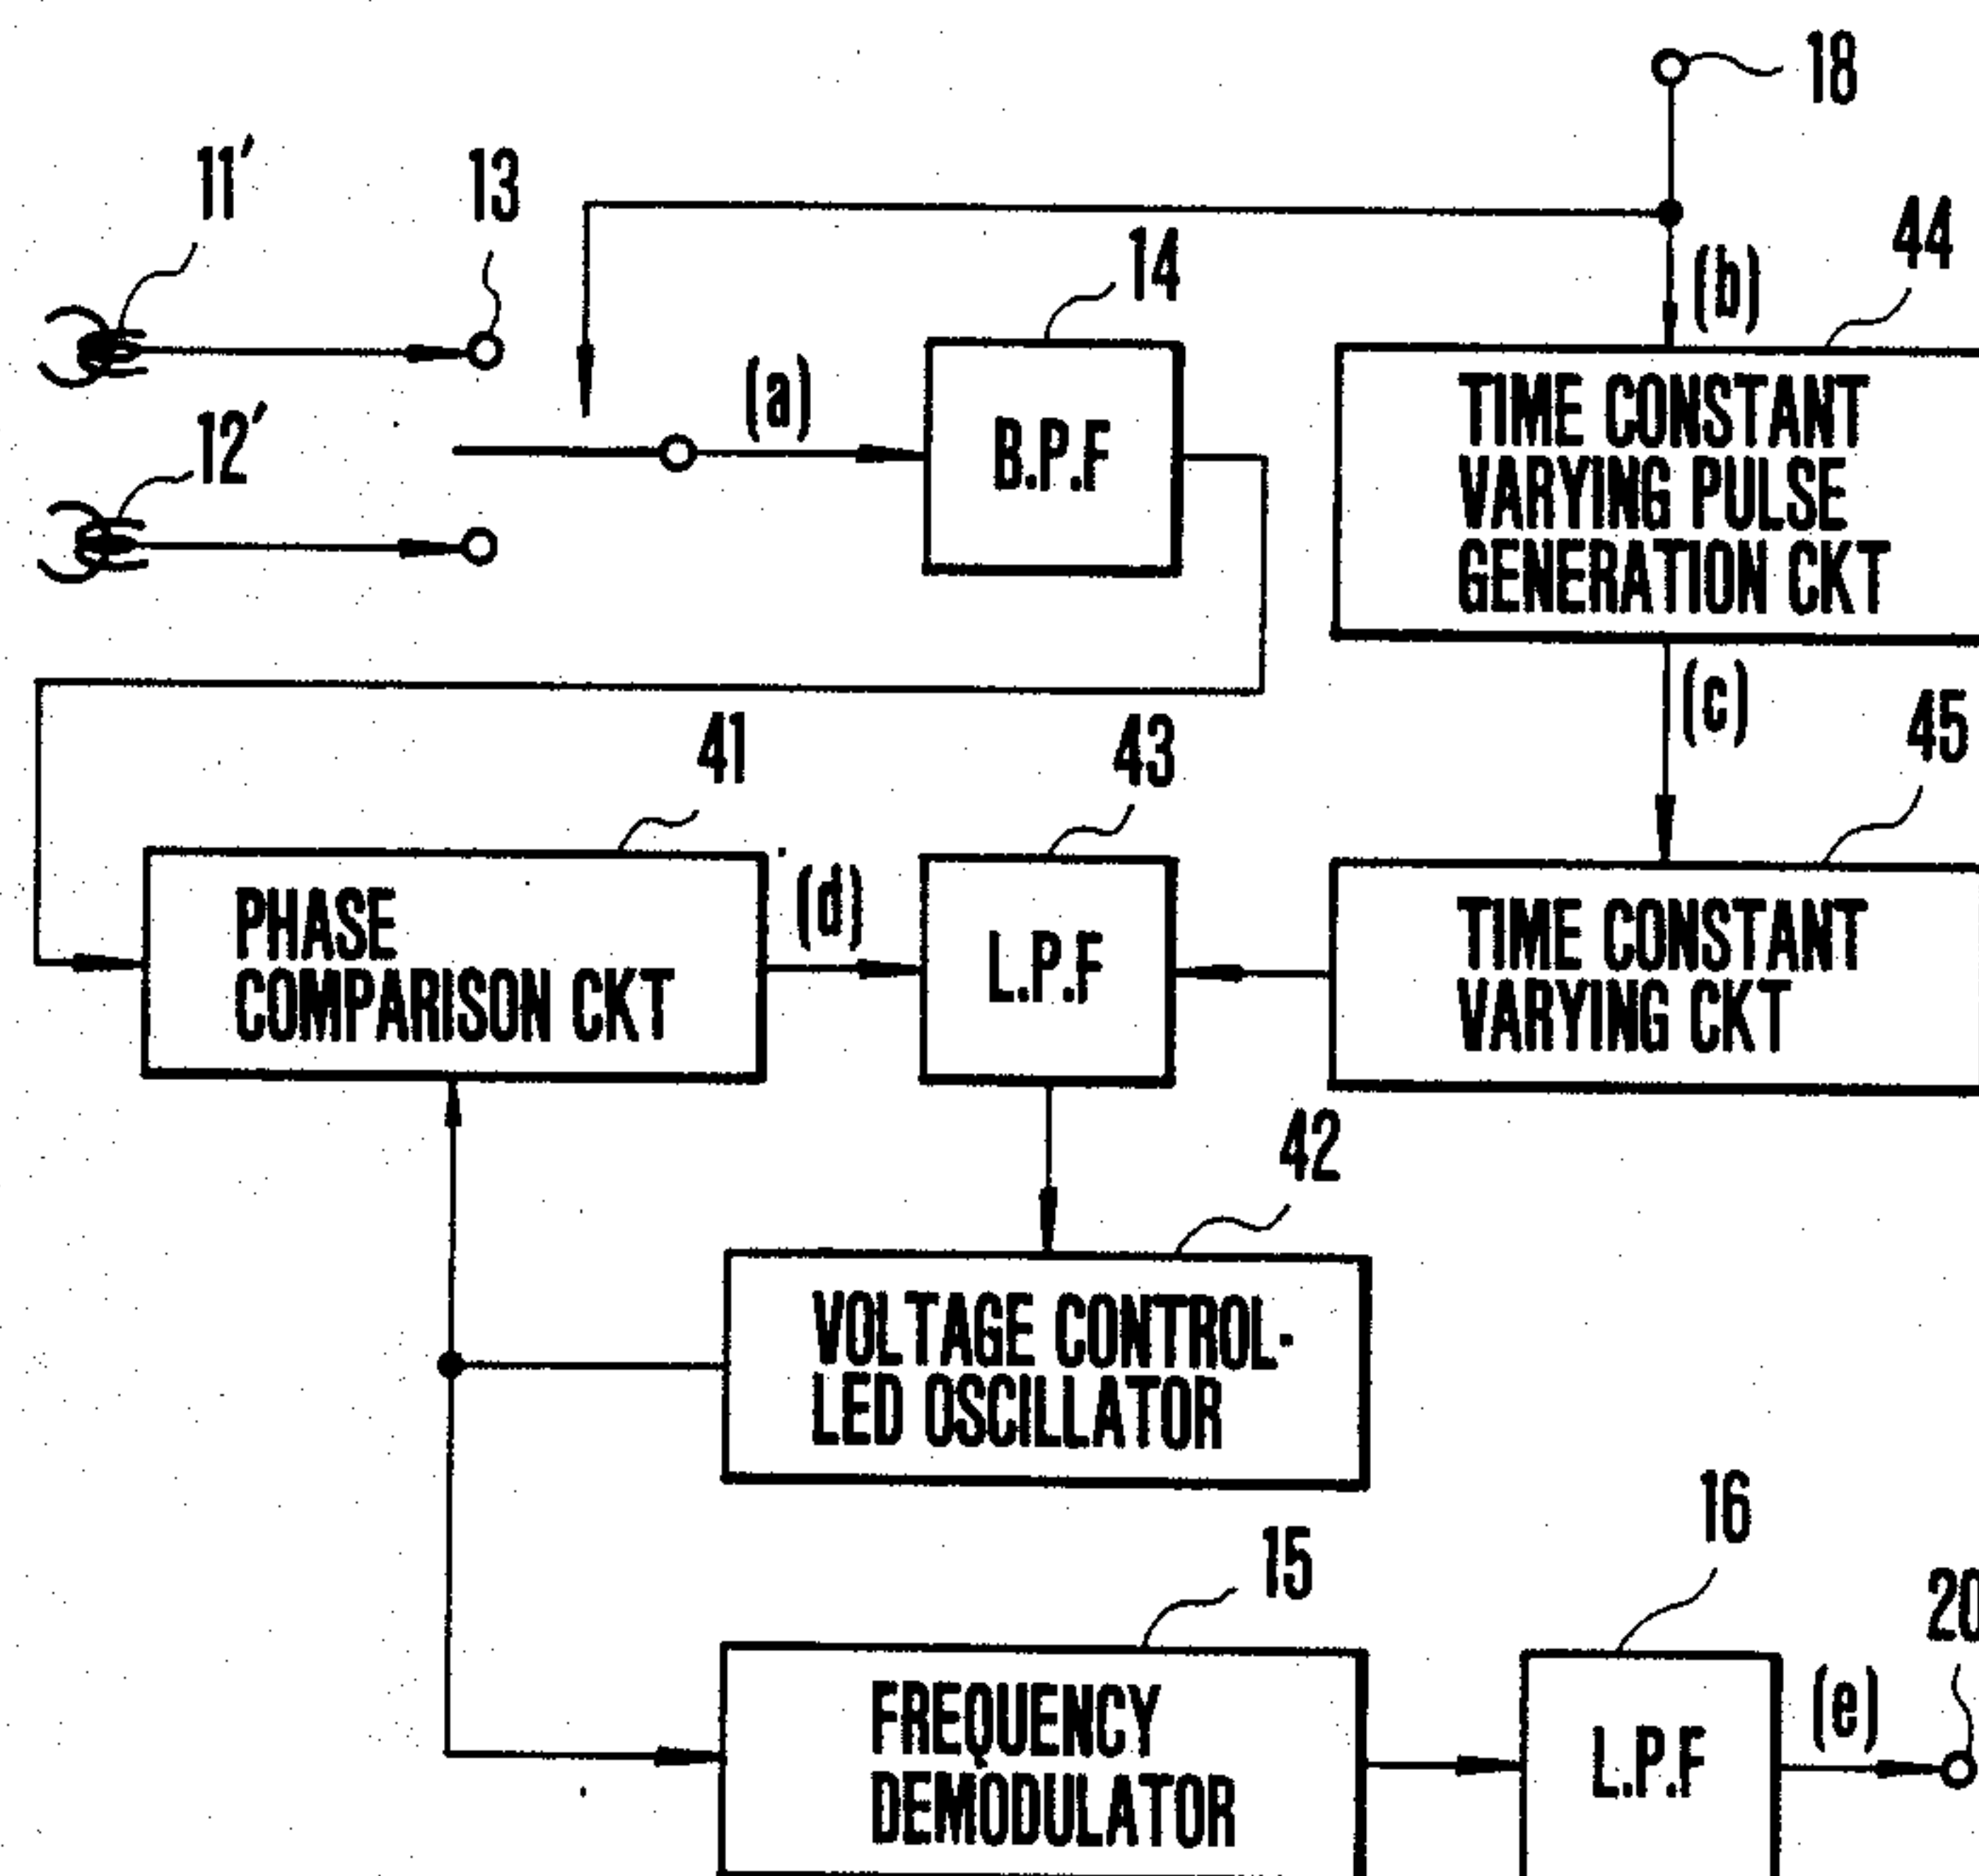 18
11′
13
44
14
(b)
(a)
12′
B.P.F
TIME CONSTANT
VARYING PULSE
GENERATION CKT
(c)
41
43
45
(d)
PHASE
COMPARISON CKT
L.P.F
TIME CONSTANT
VARYING CKT
42
VOLTAGE CONTROL-
LED OSCILLATOR
16
15
20
(e)
FREQUENCY
DEMODULATOR
L.P.F